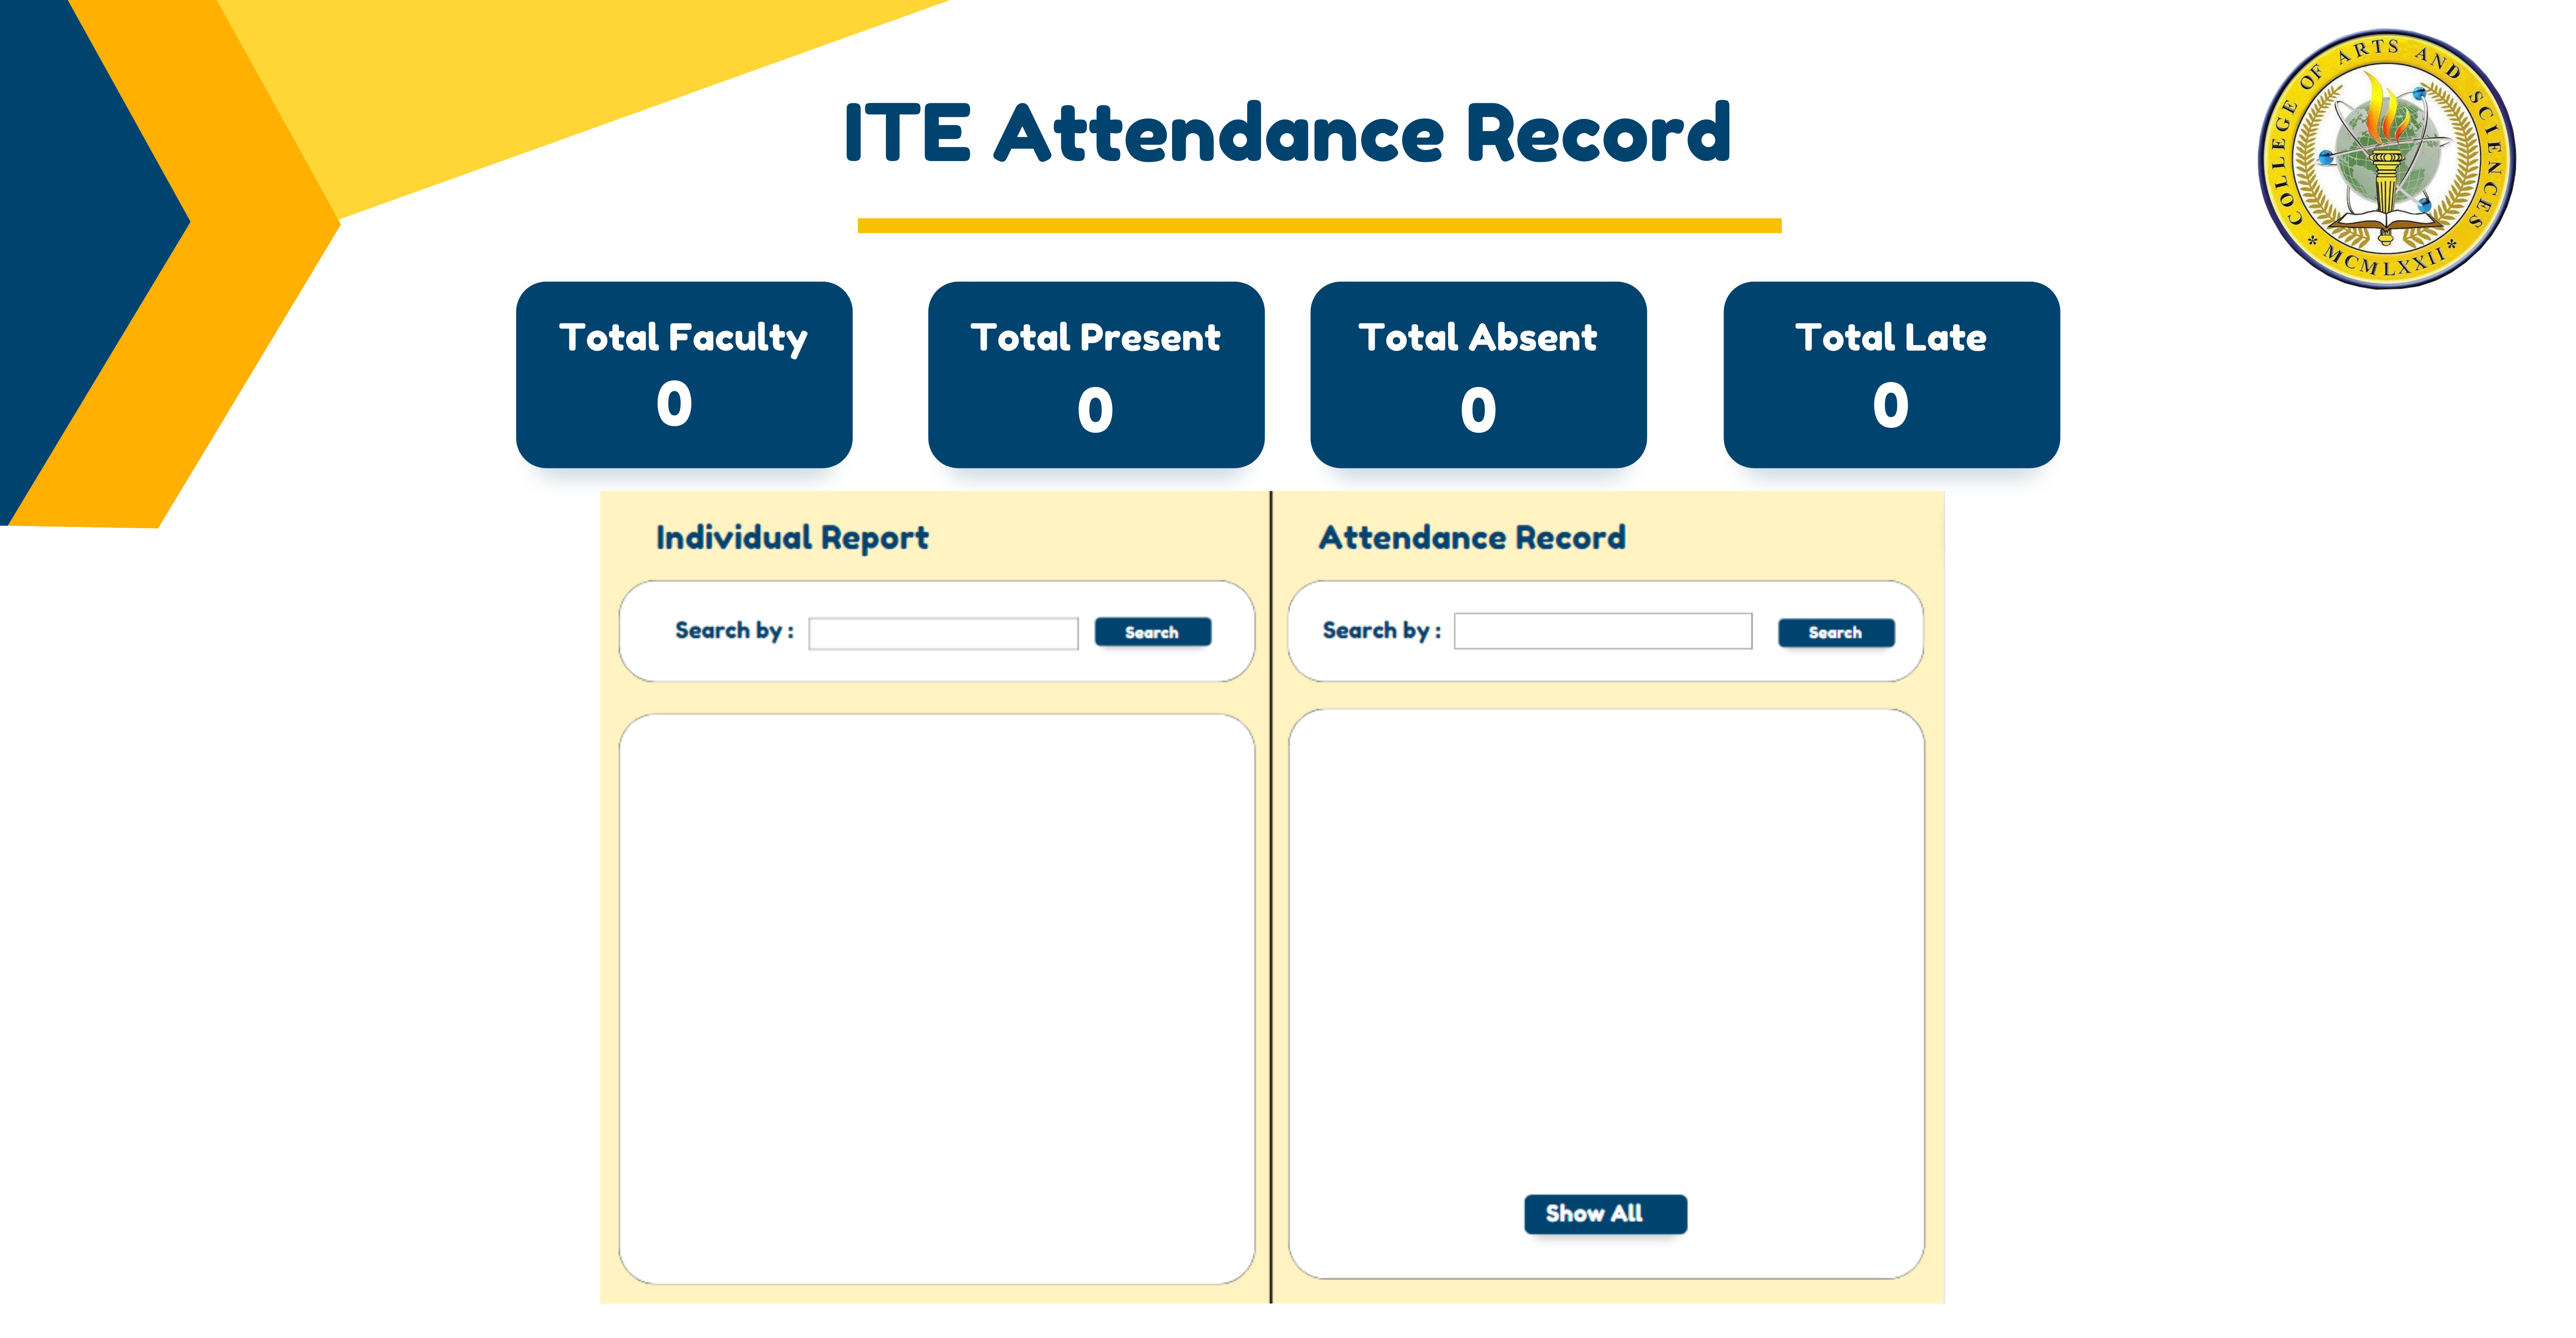 ITE Attendance Record
COLLEGE OF ARTS AND SCIENCES
* MCMLXXII *
Total Faculty
0
Total Present
0
Total Absent
0
Total Late
0
Individual Report
Search by :
Search
Attendance Record
Search by :
Search
Show All